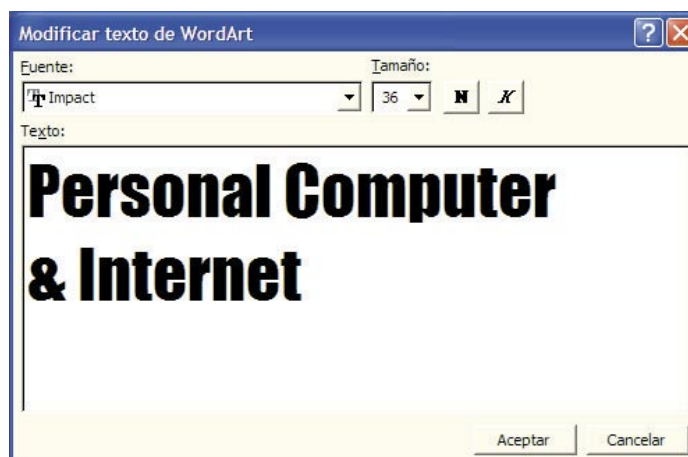 Modificar texto de WordArt
Fuente: Tamaño:
Impact 36 N K
Texto:
Personal Computer
& Internet
Aceptar Cancelar